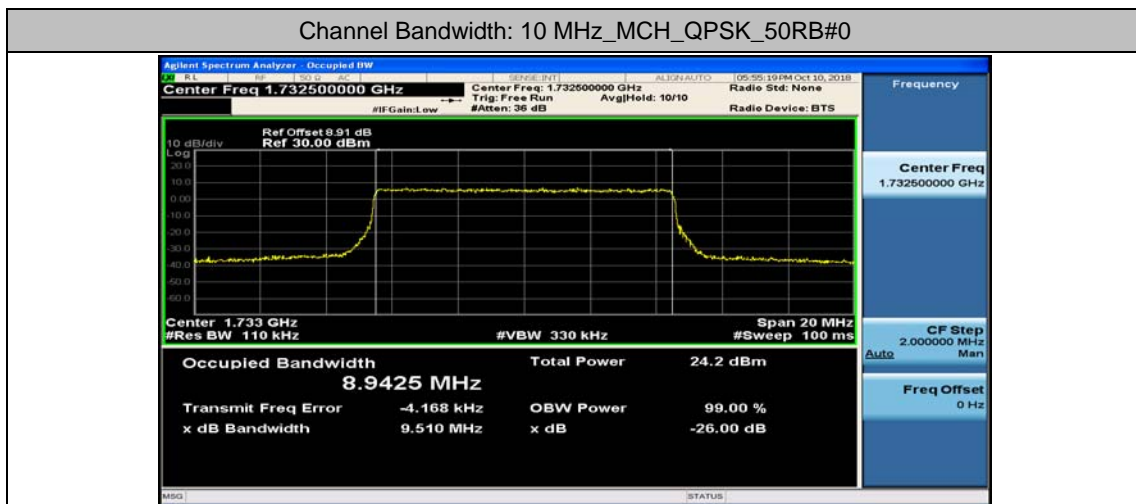 Channel Bandwidth: 10 MHz_MCH_QPSK_50RB#0
Agilent Spectrum Analyzer - Occupied BW
LXI RL RF 50 Ω AC SENSE:INT ALIGN AUTO 05:55:19 PM Oct 10, 2018
Center Freq 1.732500000 GHz Center Freq: 1.732500000 GHz Radio Std: None
Trig: Free Run Avg|Hold: 10/10
#IFGain:Low #Atten: 36 dB Radio Device: BTS
Frequency
Ref Offset 8.91 dB
10 dB/div Ref 30.00 dBm
Log
20.0
10.0
0.00
-10.0
-20.0
-30.0
-40.0
-50.0
-60.0
Center Freq
1.732500000 GHz
Center 1.733 GHz Span 20 MHz
#Res BW 110 kHz #VBW 330 kHz #Sweep 100 ms
CF Step
2.000000 MHz
Auto Man
Occupied Bandwidth Total Power 24.2 dBm
8.9425 MHz
Transmit Freq Error -4.168 kHz OBW Power 99.00 %
x dB Bandwidth 9.510 MHz x dB -26.00 dB
Freq Offset
0 Hz
MSG STATUS